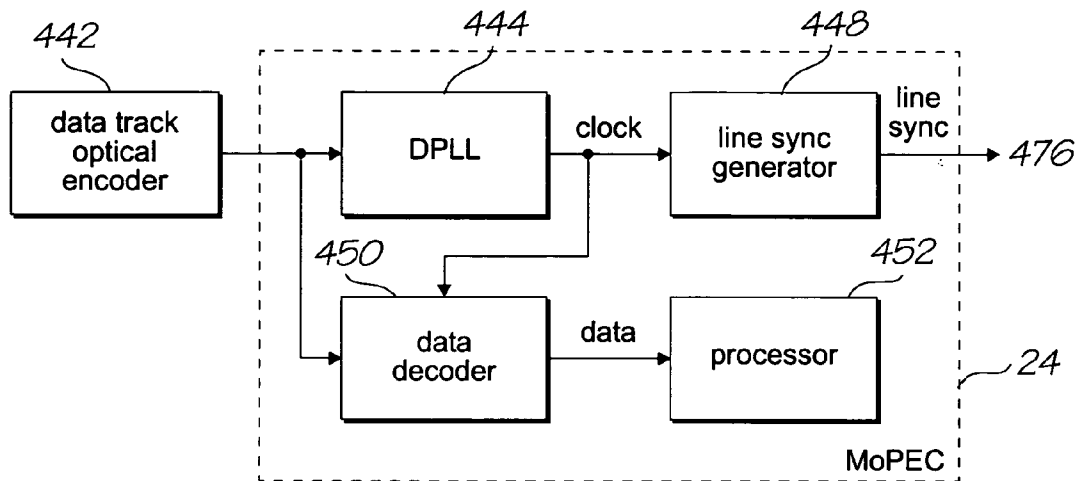 442
444
448
data track
optical
encoder
DPLL
clock
line sync
generator
line
sync
476
450
452
data
decoder
data
processor
24
MoPEC